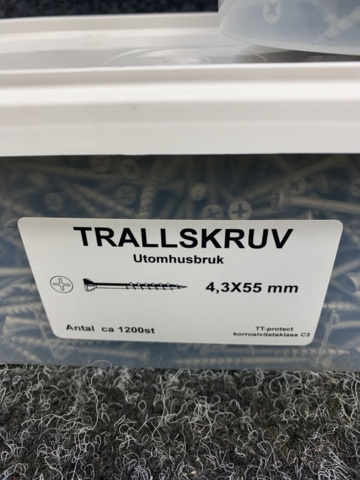 TRALLSKRUV
Utomhusbruk
4,3X55 mm
Antal ca 1200st
TT-protect
korrosivitetsklass C3